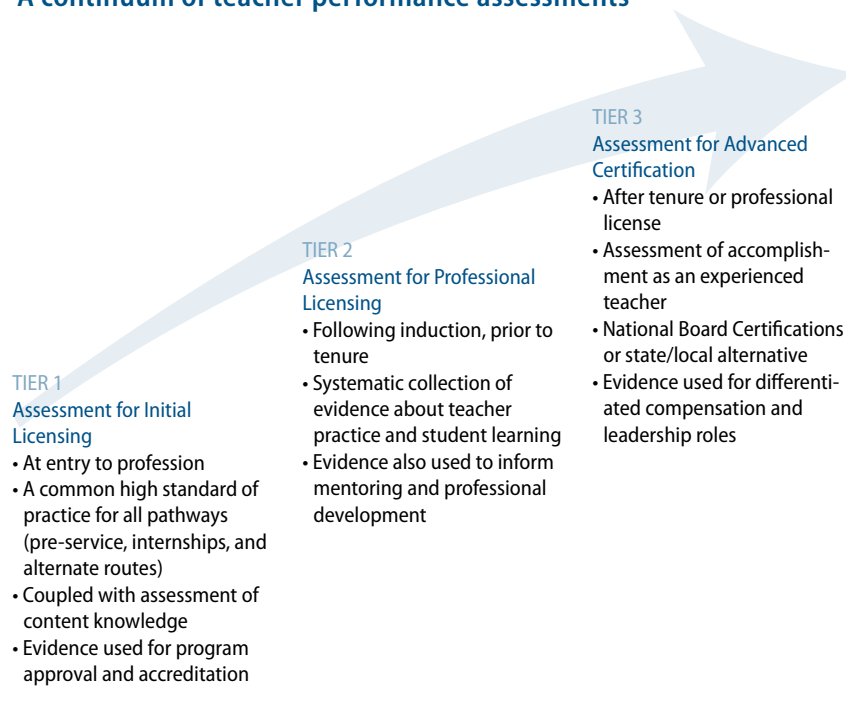 A continuum of teacher performance assessments
TIER 1
Assessment for Initial
Licensing
• At entry to profession
• A common high standard of
practice for all pathways
(pre-service, internships, and
alternate routes)
• Coupled with assessment of
content knowledge
• Evidence used for program
approval and accreditation
TIER 2
Assessment for Professional
Licensing
• Following induction, prior to
tenure
• Systematic collection of
evidence about teacher
practice and student learning
• Evidence also used to inform
mentoring and professional
development
TIER 3
Assessment for Advanced
Certification
• After tenure or professional
license
• Assessment of accomplish-
ment as an experienced
teacher
• National Board Certifications
or state/local alternative
• Evidence used for differenti-
ated compensation and
leadership roles